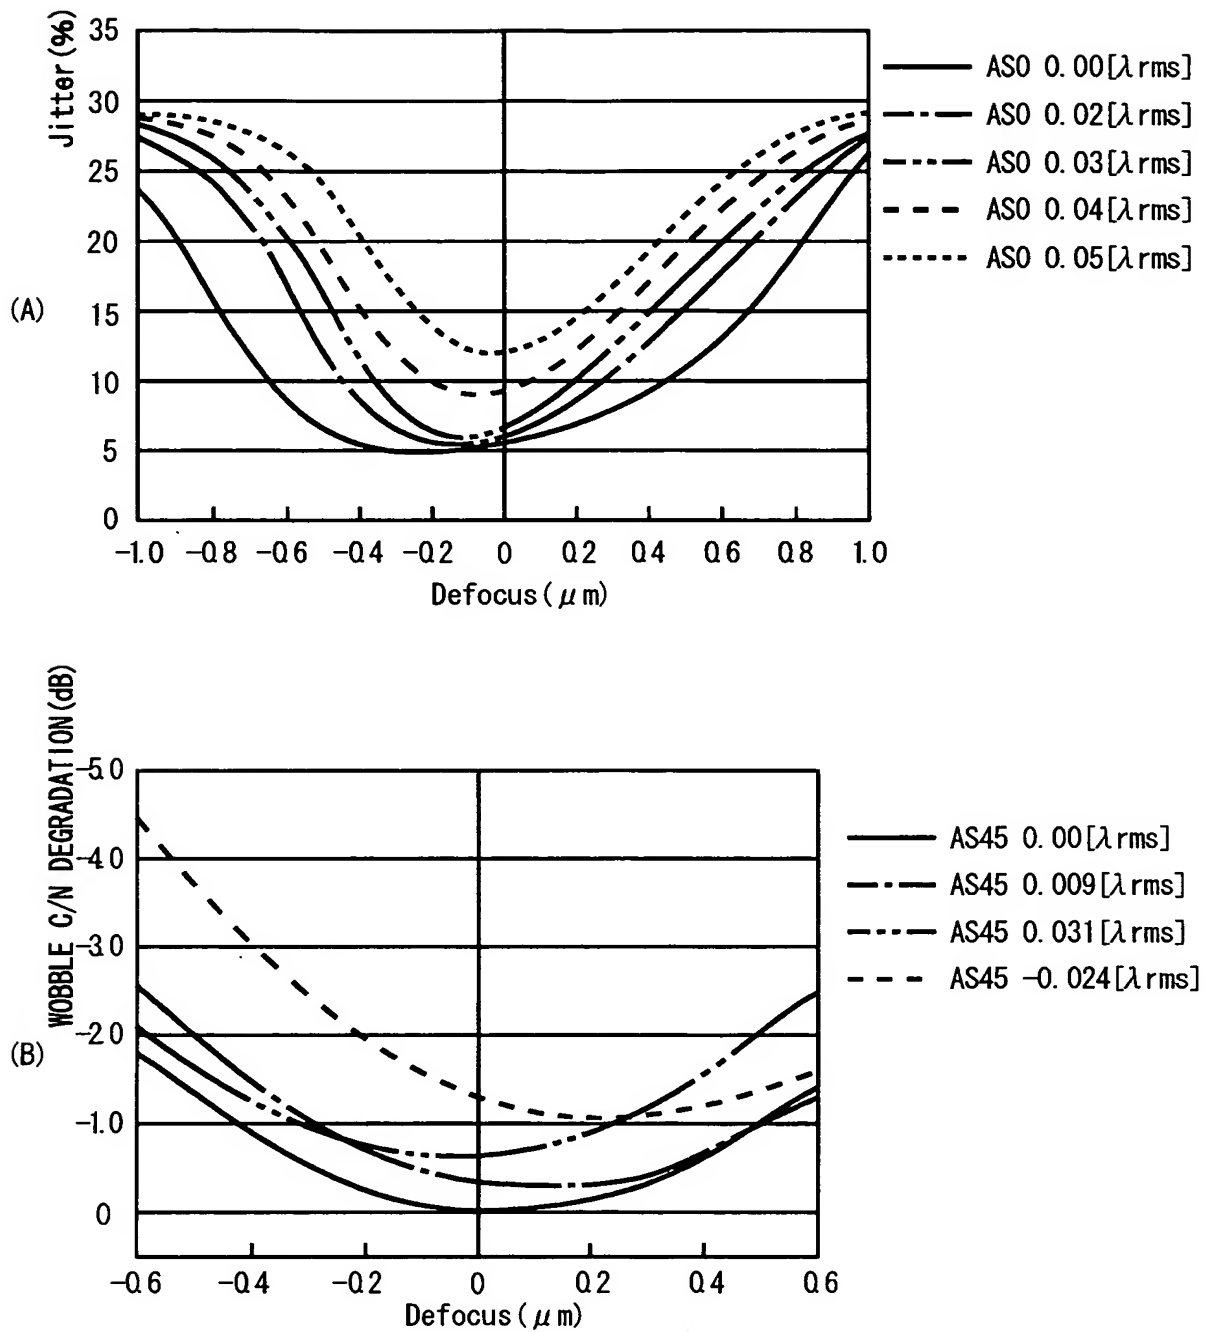 Jitter(%)
35
30
25
20
15
10
5
0
(A)
-1.0 -0.8 -0.6 -0.4 -0.2 0 0.2 0.4 0.6 0.8 1.0
Defocus(μm)
AS0 0.00[λrms]
AS0 0.02[λrms]
AS0 0.03[λrms]
AS0 0.04[λrms]
AS0 0.05[λrms]
WOBBLE C/N DEGRADATION(dB)
-5.0
-4.0
-3.0
-2.0
-1.0
0
(B)
-0.6 -0.4 -0.2 0 0.2 0.4 0.6
Defocus(μm)
AS45 0.00[λrms]
AS45 0.009[λrms]
AS45 0.031[λrms]
AS45 -0.024[λrms]